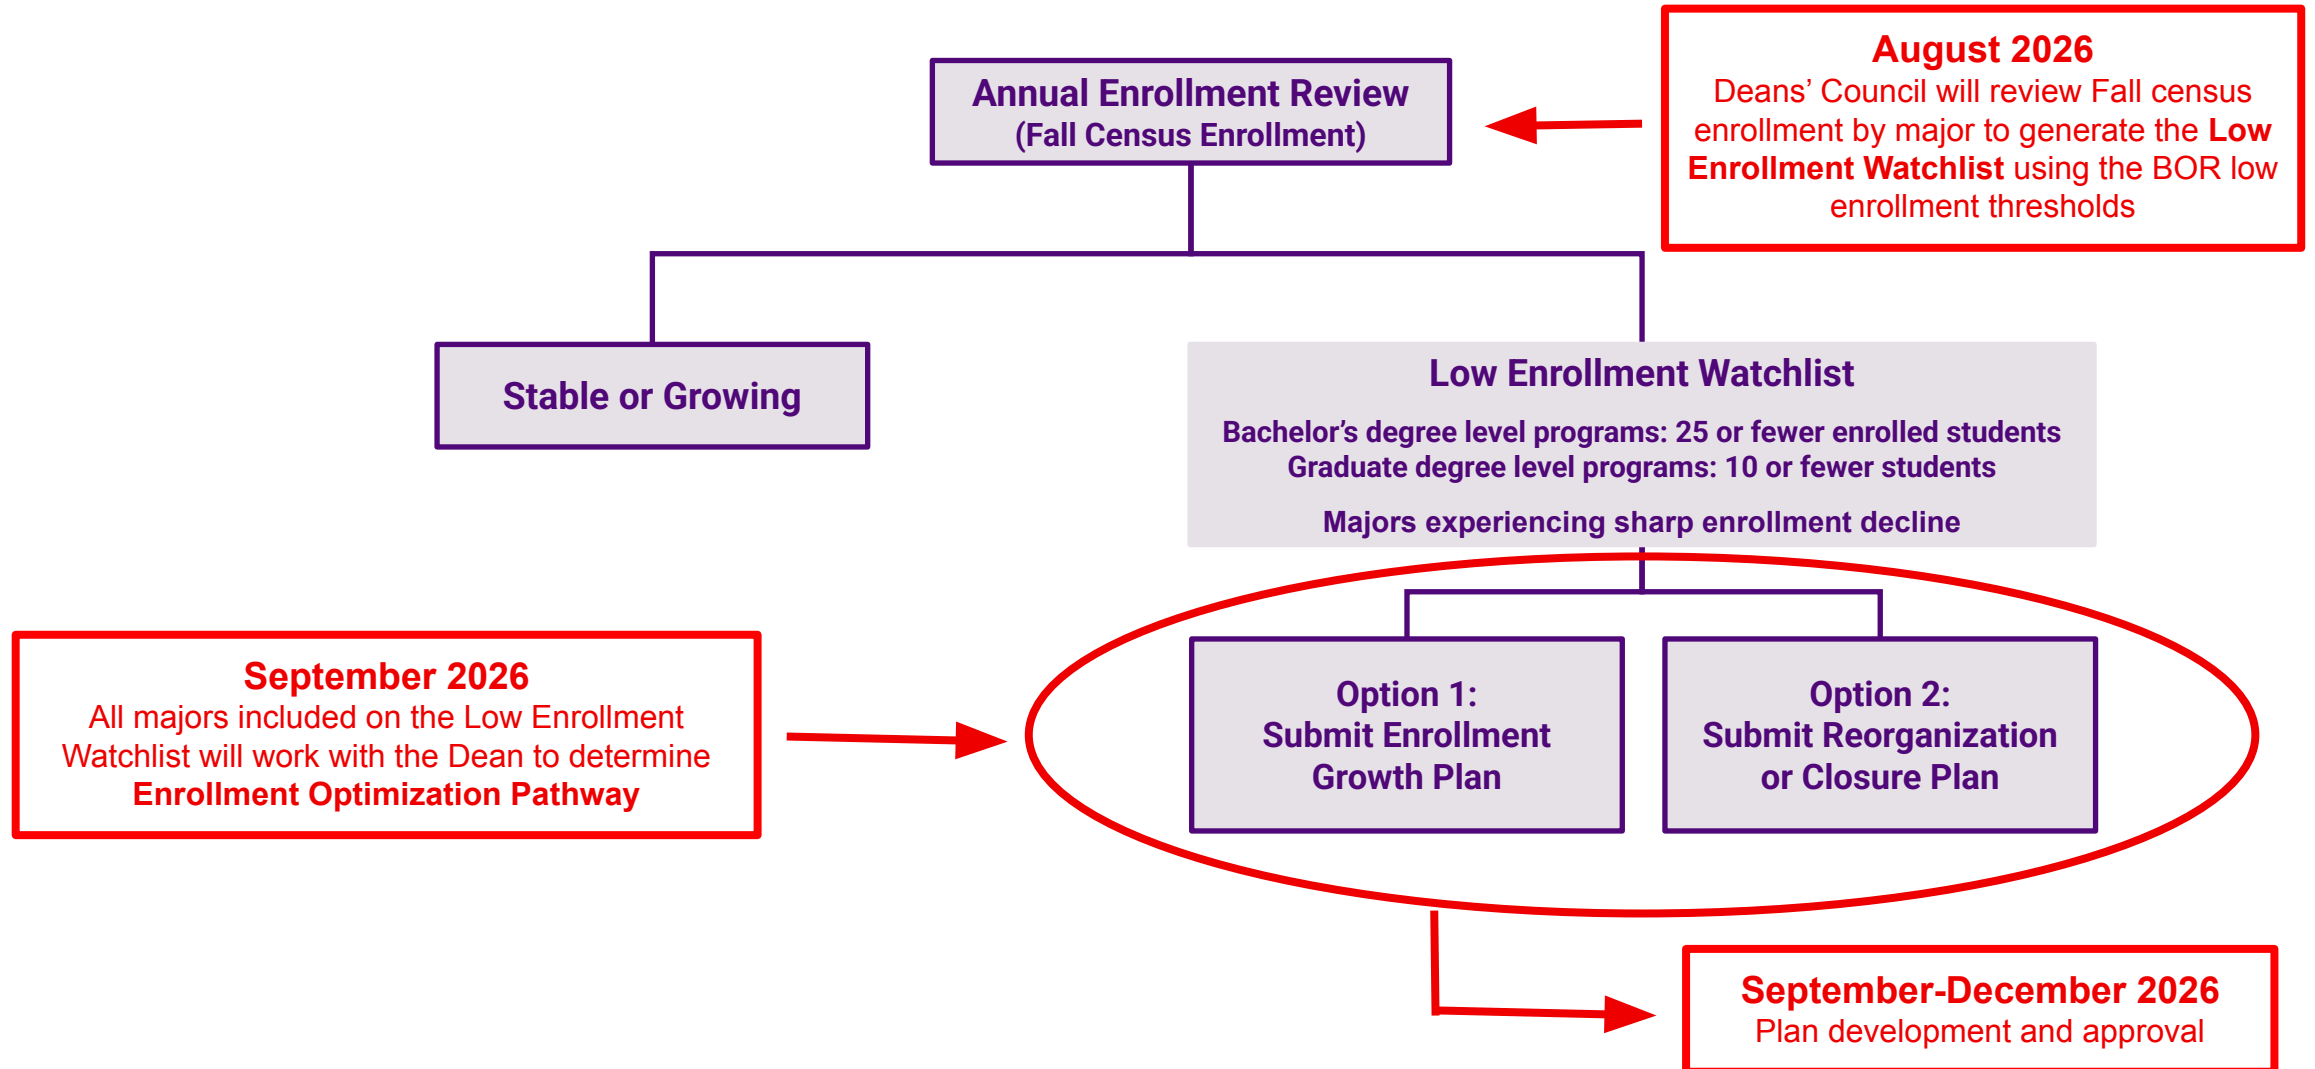 August 2026
Deans’ Council will review Fall census
enrollment by major to generate the Low
Enrollment Watchlist using the BOR low
enrollment thresholds
Annual Enrollment Review
(Fall Census Enrollment)
Stable or Growing
Low Enrollment Watchlist
Bachelor’s degree level programs: 25 or fewer enrolled students
Graduate degree level programs: 10 or fewer students
Majors experiencing sharp enrollment decline
September 2026
All majors included on the Low Enrollment
Watchlist will work with the Dean to determine
Enrollment Optimization Pathway
Option 1:
Submit Enrollment
Growth Plan
Option 2:
Submit Reorganization
or Closure Plan
September-December 2026
Plan development and approval